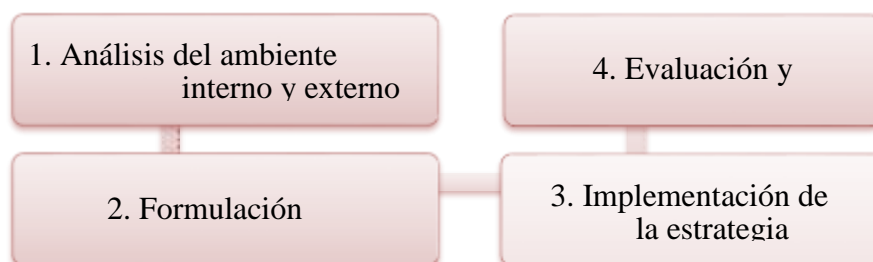 1. Análisis del ambiente
interno y externo
2. Formulación
3. Implementación de
la estrategia
4. Evaluación y